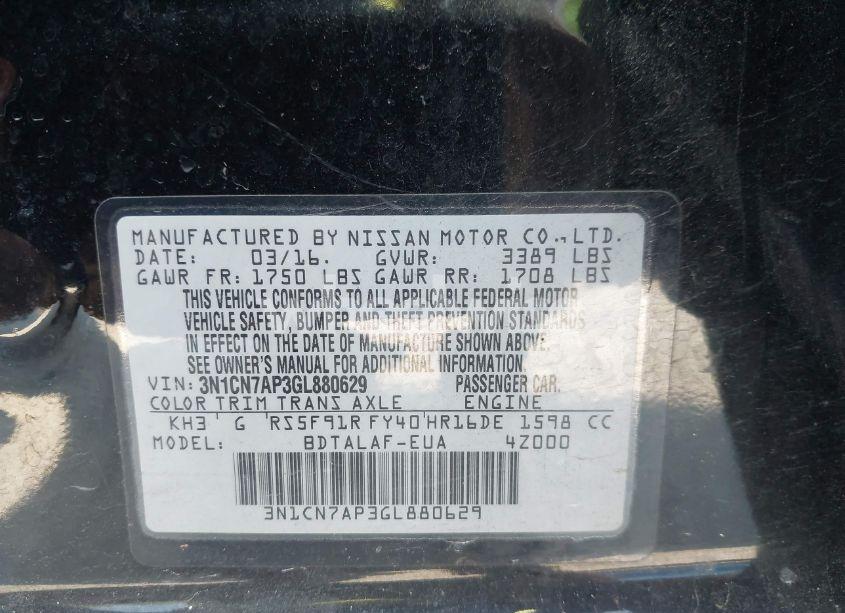 MANUFACTURED BY NISSAN MOTOR CO.,LTD.
DATE: 03/16. GVWR: 3389 LBS
GAWR FR: 1750 LBS GAWR RR: 1708 LBS
THIS VEHICLE CONFORMS TO ALL APPLICABLE FEDERAL MOTOR
VEHICLE SAFETY, BUMPER AND THEFT PREVENTION STANDARDS
IN EFFECT ON THE DATE OF MANUFACTURE SHOWN ABOVE.
SEE OWNER'S MANUAL FOR ADDITIONAL INFORMATION.
VIN: 3N1CN7AP3GL880629 PASSENGER CAR.
COLOR TRIM TRANS AXLE ENGINE
KH3 G RS5F91R FY40 HR16DE 1598 CC
MODEL: BDTALAF-EUA 4Z000
3N1CN7AP3GL880629